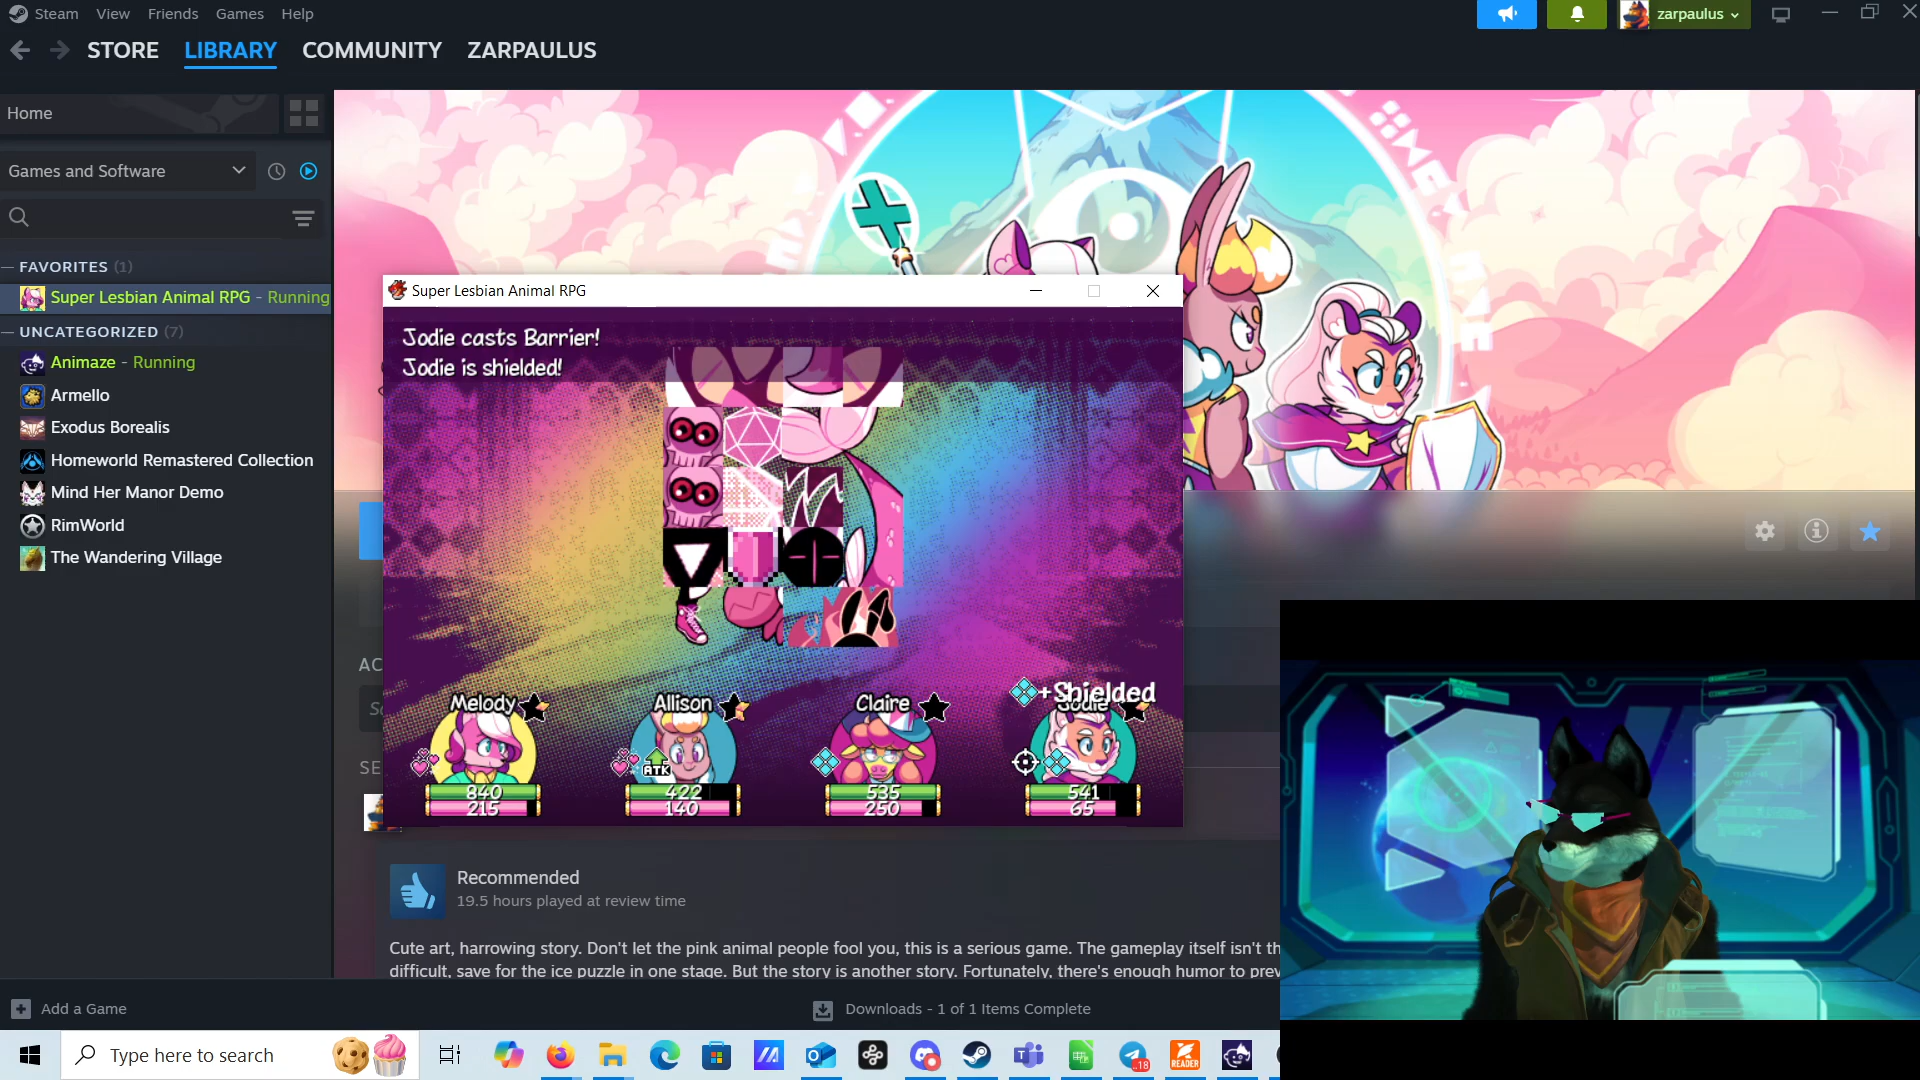 Steam View Friends Games Help
zarpaulus
STORE LIBRARY COMMUNITY ZARPAULUS
Home
Games and Software
FAVORITES (1)
Super Lesbian Animal RPG - Running
UNCATEGORIZED (7)
Animaze - Running
Armello
Exodus Borealis
Homeworld Remastered Collection
Mind Her Manor Demo
RimWorld
The Wandering Village
Super Lesbian Animal RPG
Jodie casts Barrier!
Jodie is shielded!
+Shielded
Melody Allison Claire Jodie
ATK
840 422 535 541
215 140 250 65
AC
SE
Recommended
19.5 hours played at review time
Cute art, harrowing story. Don't let the pink animal people fool you, this is a serious game. The gameplay itself isn't th
difficult, save for the ice puzzle in one stage. But the story is another story. Fortunately, there's enough humor to prev
Add a Game
Downloads - 1 of 1 Items Complete
Type here to search
18
READER